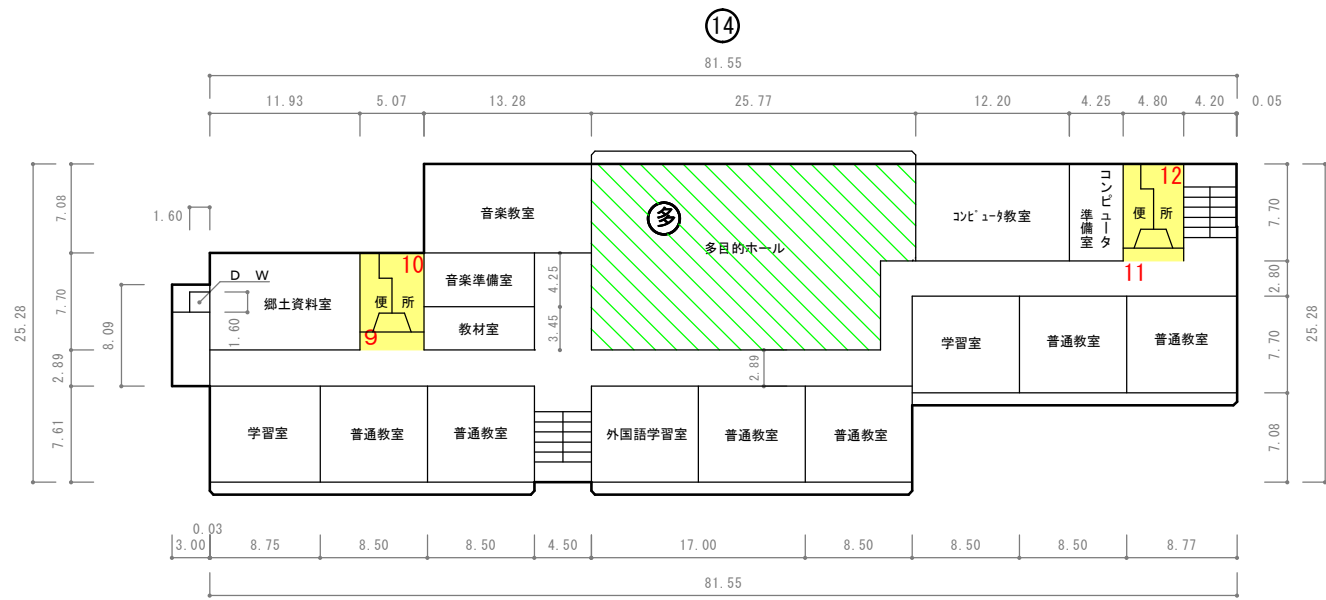 ⑭
81.55
11.93
5.07
13.28
25.77
12.20
4.25
4.80
4.20
0.05
25.28
7.08
7.70
2.89
7.61
1.60
8.09
D W
1.60
郷土資料室
便 所
10
9
音楽教室
音楽準備室
教材室
4.25
3.45
多
多目的ホール
2.89
コンピュータ教室
コンピュータ
準備室
便 所
12
11
7.70
2.80
7.70
7.08
25.28
学習室
普通教室
普通教室
学習室
普通教室
普通教室
外国語学習室
普通教室
普通教室
0.03
3.00
8.75
8.50
8.50
4.50
17.00
8.50
8.50
8.50
8.77
81.55